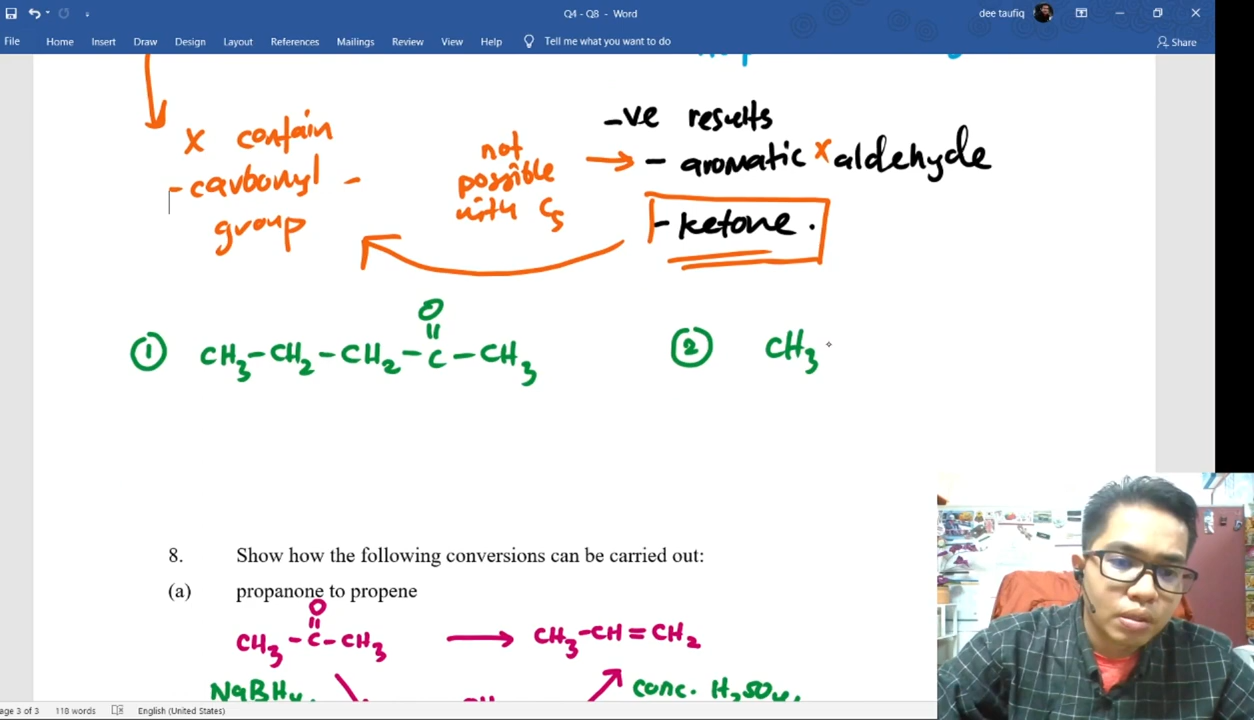 Q4 - Q8 - Word
dee taufiq
File Home Insert Draw Design Layout References Mailings Review View Help Tell me what you want to do Share
-ve results
x contain
- carbonyl -
group
not
possible
with C5
- aromatic x aldehyde
- ketone.
① CH3-CH2-CH2-C-CH3
O
② CH3
8. Show how the following conversions can be carried out:
(a) propanone to propene
O
CH3-C-CH3 → CH3-CH=CH2
NaBH4, conc. H2SO4,
OH
age 3 of 3 118 words English (United States)